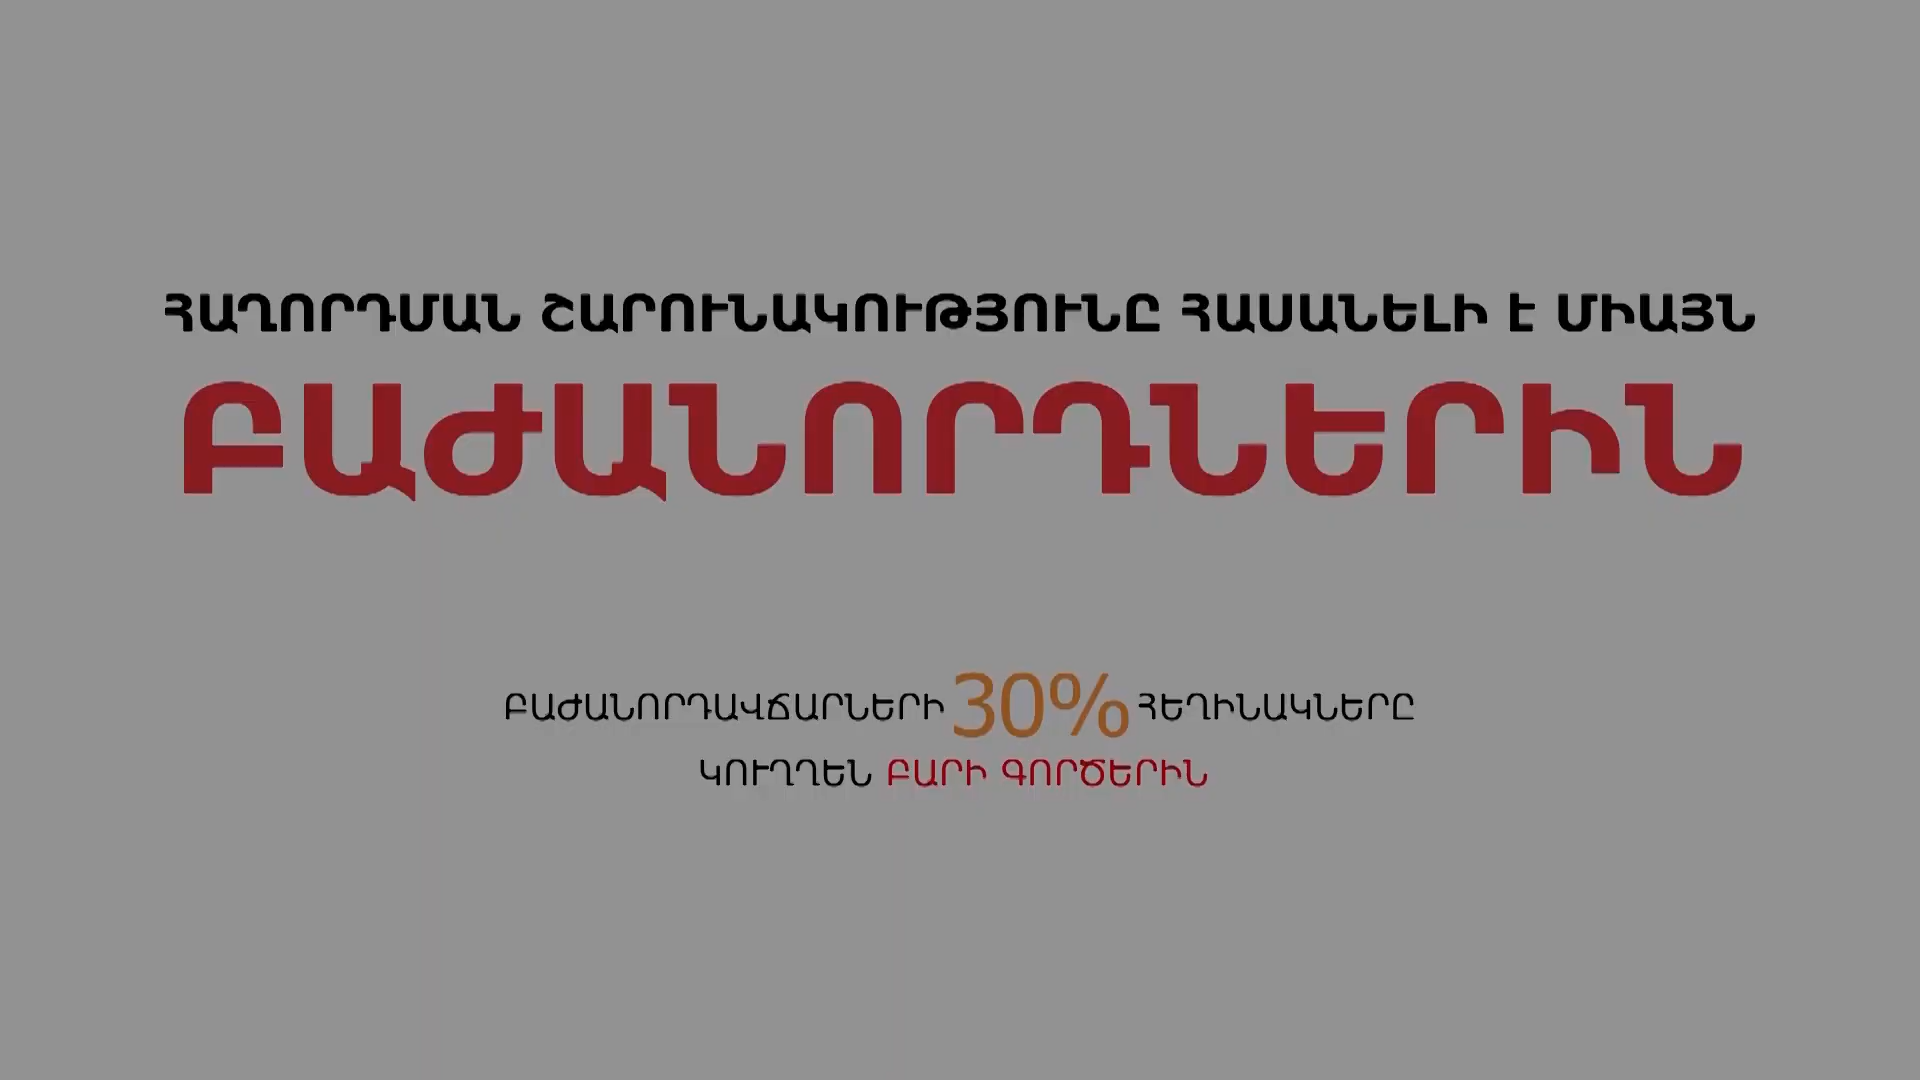 ՀԱՂՈՐԴՄԱՆ ՇԱՐՈՒՆԱԿՈՒԹՅՈՒՆԸ ՀԱՍԱՆԵԼԻ Է ՄԻԱՅՆ
ԲԱԺԱՆՈՐԴՆԵՐԻՆ
ԲԱԺԱՆՈՐԴԱՎՃԱՐՆԵՐԻ 30% ՀԵՂԻՆԱԿՆԵՐԸ
ԿՈՒՂՂԵՆ ԲԱՐԻ ԳՈՐԾԵՐԻՆ